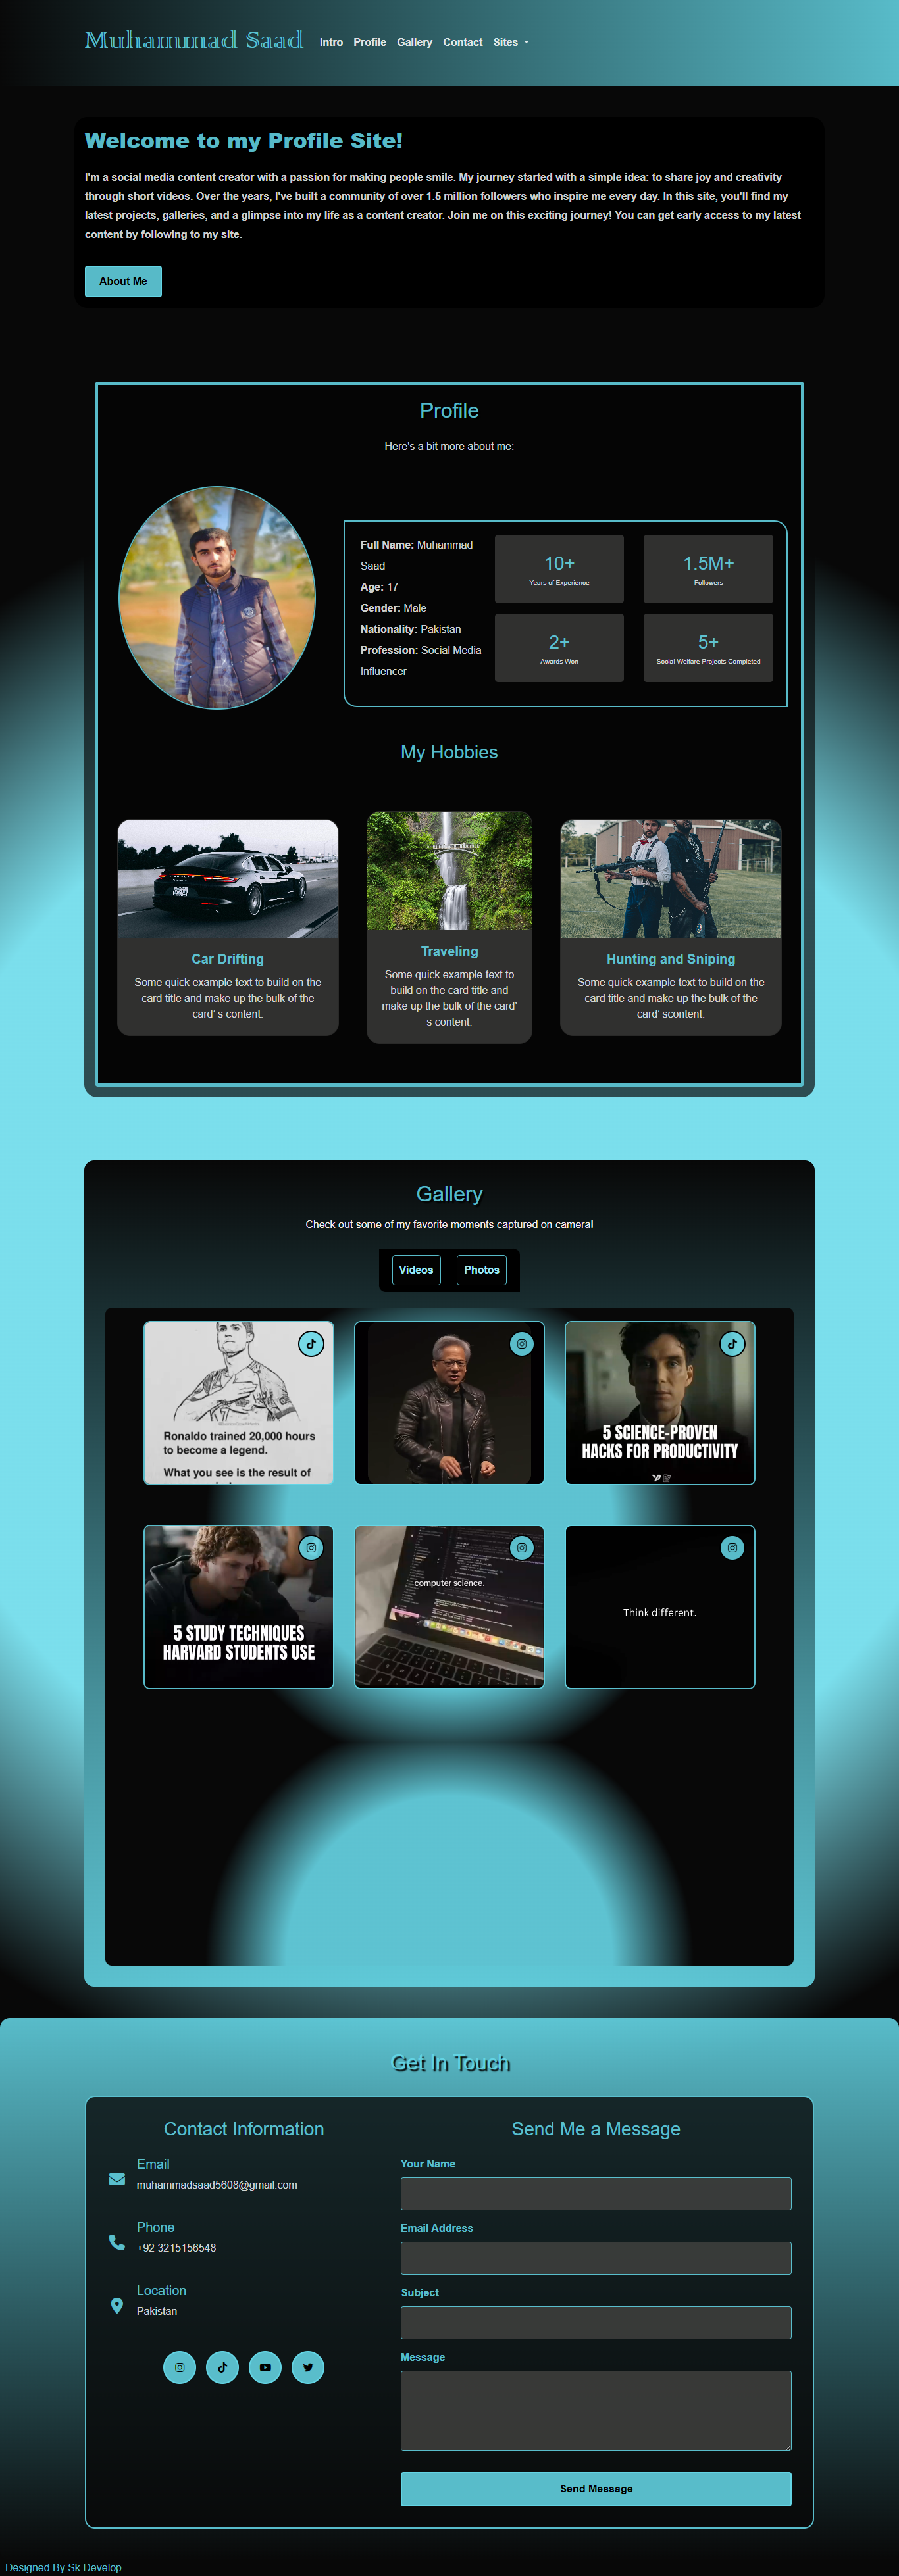 Muhammad Saad
Intro Profile Gallery Contact Sites
Welcome to my Profile Site!
I'm a social media content creator with a passion for making people smile. My journey started with a simple idea: to share joy and creativity
through short videos. Over the years, I've built a community of over 1.5 million followers who inspire me every day. In this site, you'll find my
latest projects, galleries, and a glimpse into my life as a content creator. Join me on this exciting journey! You can get early access to my latest
content by following to my site.
About Me
Profile
Here's a bit more about me:
Full Name: Muhammad
Saad
Age: 17
Gender: Male
Nationality: Pakistan
Profession: Social Media
Influencer
10+
Years of Experience
1.5M+
Followers
2+
Awards Won
5+
Social Welfare Projects Completed
My Hobbies
Car Drifting
Some quick example text to build on the
card title and make up the bulk of the
card' s content.
Traveling
Some quick example text to
build on the card title and
make up the bulk of the card'
s content.
Hunting and Sniping
Some quick example text to build on the
card title and make up the bulk of the
card' scontent.
Gallery
Check out some of my favorite moments captured on camera!
Videos Photos
Ronaldo trained 20,000 hours
to become a legend.
What you see is the result of
5 SCIENCE-PROVEN
HACKS FOR PRODUCTIVITY
5 STUDY TECHNIQUES
HARVARD STUDENTS USE
computer science.
Think different.
Get In Touch
Contact Information
Email
muhammadsaad5608@gmail.com
Phone
+92 3215156548
Location
Pakistan
Send Me a Message
Your Name
Email Address
Subject
Message
Send Message
Designed By Sk Develop